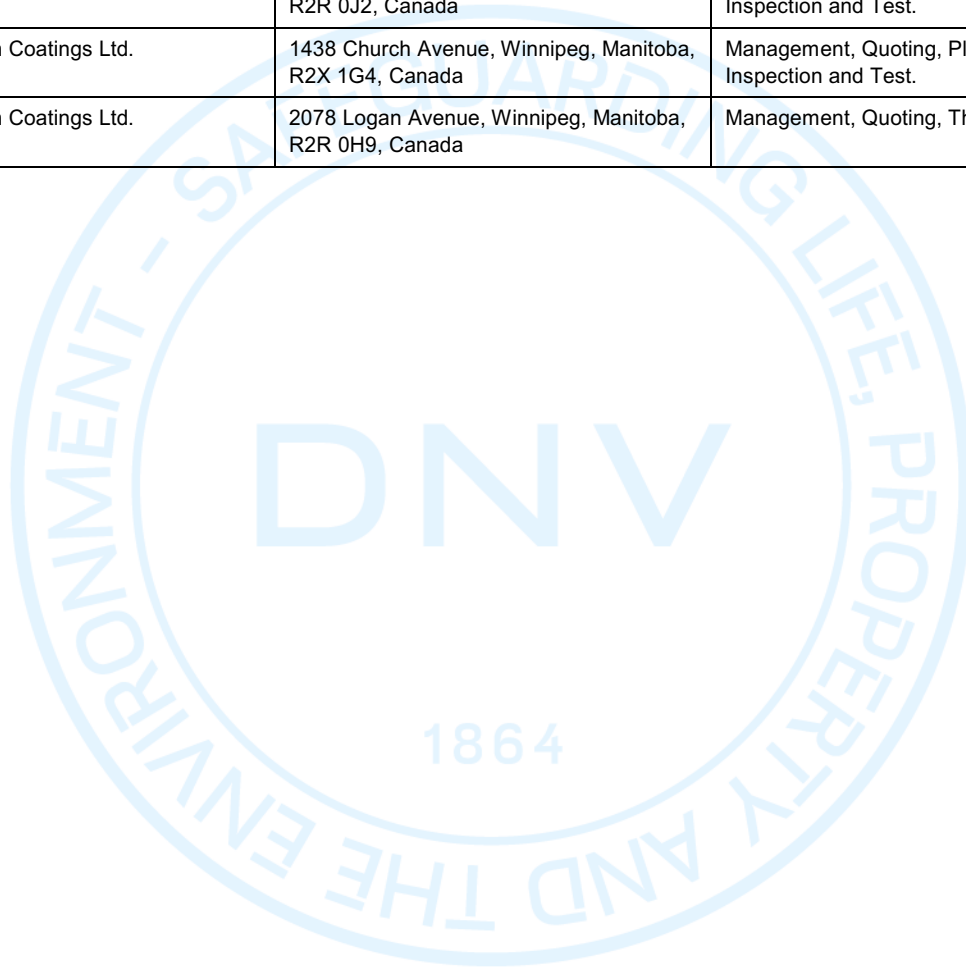 R2R 0J2, Canada
Inspection and Test.
Coatings Ltd.
1438 Church Avenue, Winnipeg, Manitoba,
R2X 1G4, Canada
Management, Quoting,
Inspection and Test.
Coatings Ltd.
2078 Logan Avenue, Winnipeg, Manitoba,
R2R 0H9, Canada
Management, Quoting,
SAFEGUARDING LIFE, PROPERTY AND THE ENVIRONMENT -
DNV
1864